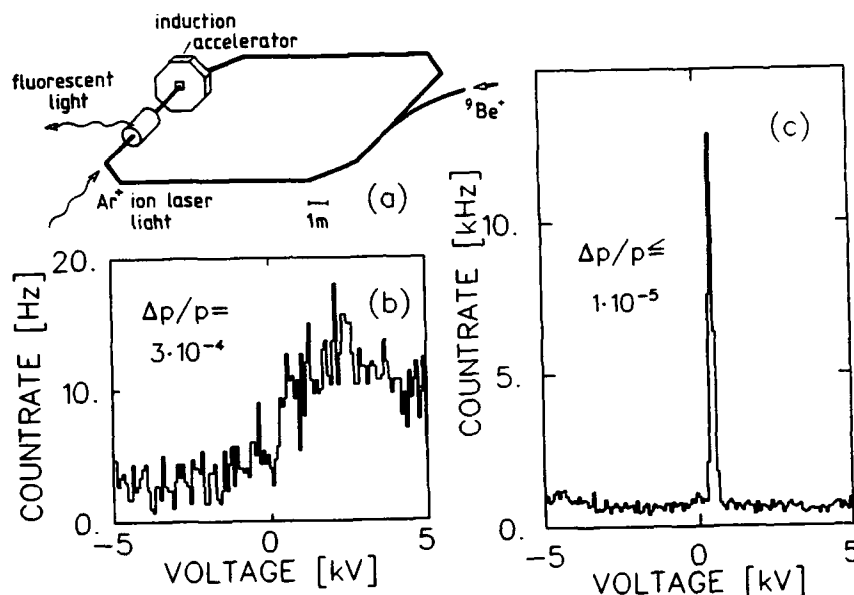 induction
accelerator
fluorescent
light
⁹Be⁺
Ar⁺ ion laser
light
1m
(a)
20.
10.
0.
COUNTRATE [Hz]
Δp/p=
3·10⁻⁴
(b)
-5
0
5
VOLTAGE [kV]
10.
5.
0.
COUNTRATE [kHz]
Δp/p≤
1·10⁻⁵
(c)
-5
0
5
VOLTAGE [kV]